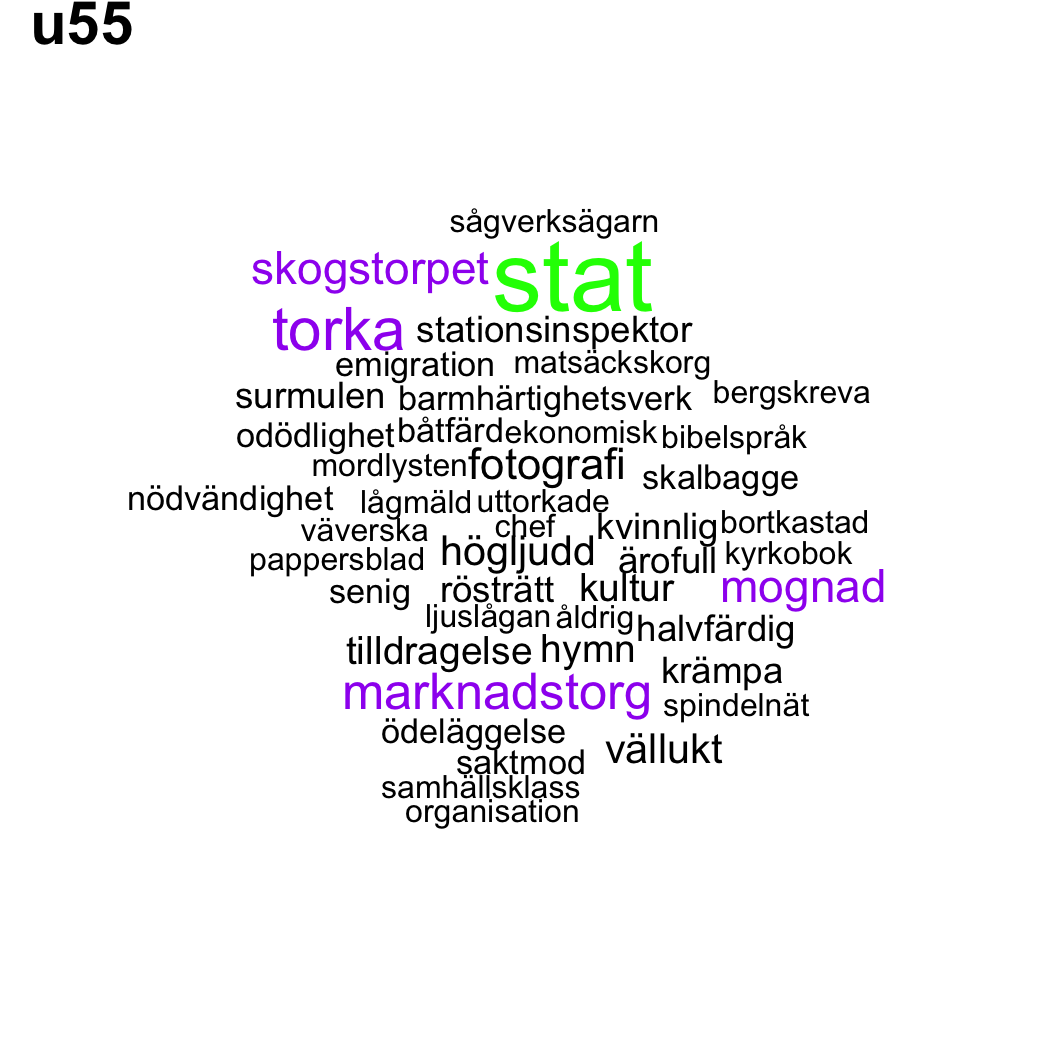 u55
sågverksägarn
skogstorpet stat
torka stationsinspektor
emigration matsäckskorg
surmulen barmhärtighetsverk bergskreva
odödlighet båtfärd ekonomisk bibelspråk
mordlysten fotografi skalbagge
nödvändighet lågmäld uttorkade
väverska chef kvinnlig bortkastad
pappersblad högljudd ärofull kyrkobok
senig rösträtt kultur mognad
ljuslågan åldrig halvfärdig
tilldragelse hymn krämpa
marknadstorg spindelnät
ödeläggelse vällukt
saktmod
samhällsklass
organisation